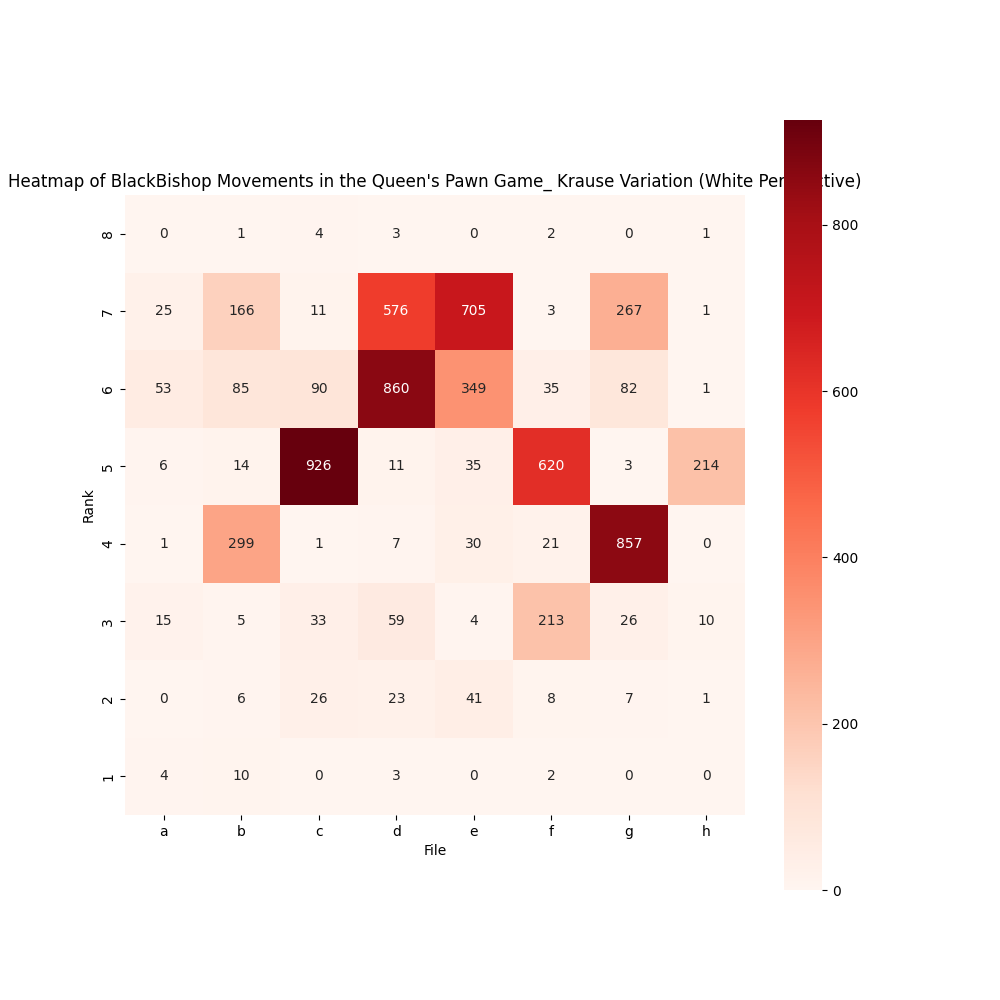 Heatmap of BlackBishop Movements in the Queen's Pawn Game_ Krause Variation (White Per tive)
8 0 1 4 3 0 2 0 1
7 25 166 11 576 705 3 267 1
6 53 85 90 860 349 35 82 1
5 6 14 926 11 35 620 3 214
4 1 299 1 7 30 21 857 0
3 15 5 33 59 4 213 26 10
2 0 6 26 23 41 8 7 1
1 4 10 0 3 0 2 0 0
a b c d e f g h
File
Rank
800
600
400
200
0